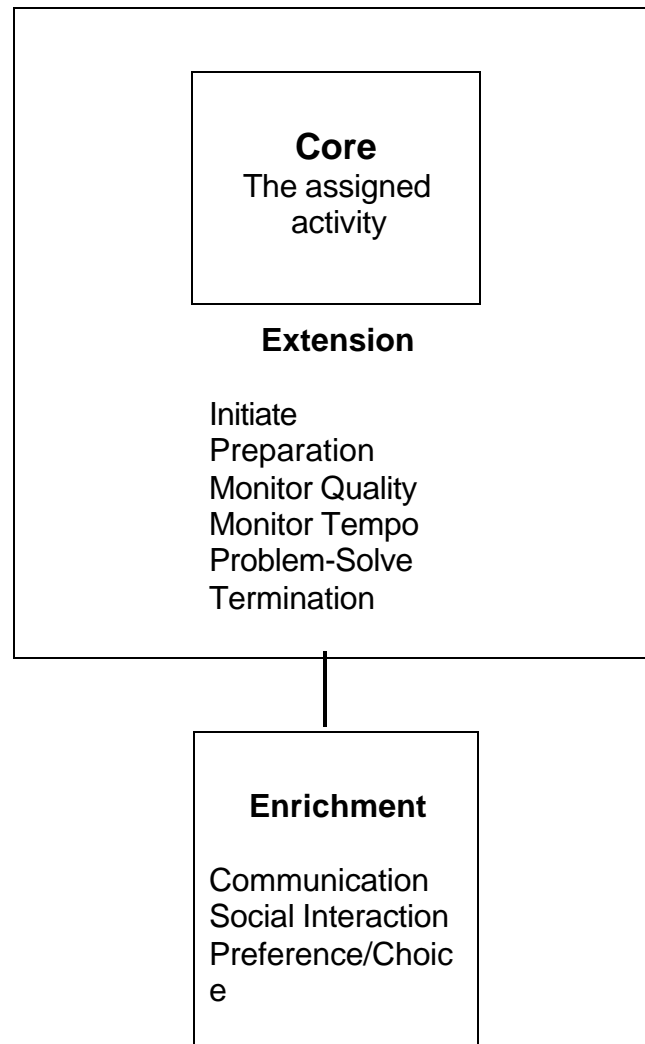 Core
The assigned
activity
Extension
Initiate
Preparation
Monitor Quality
Monitor Tempo
Problem-Solve
Termination
Enrichment
Communication
Social Interaction
Preference/Choic
e